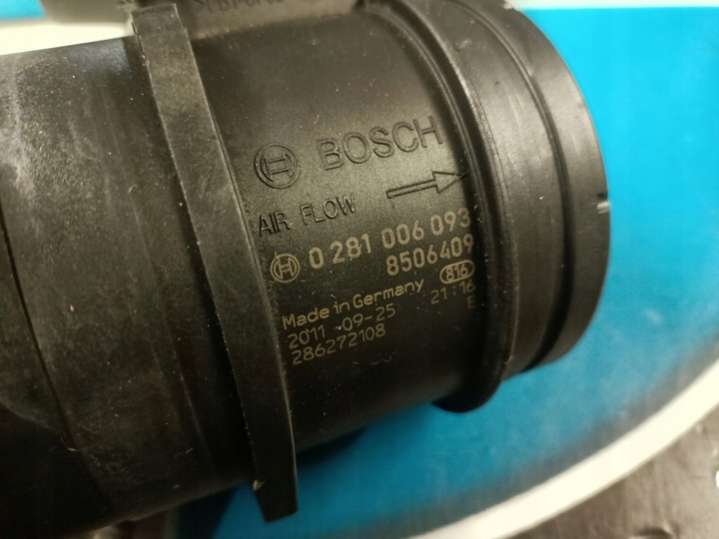 BOSCH
AIR FLOW
0 281 006 093
8506409
Made in Germany 816
2011-09-25 21:16
286272108 E